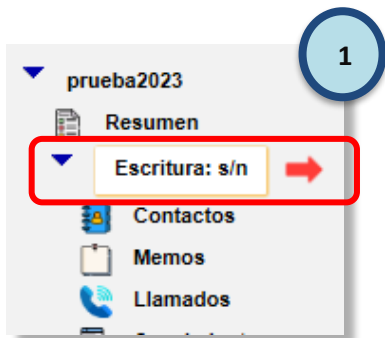 1
prueba2023
Resumen
Escritura: s/n
Contactos
Memos
Llamados